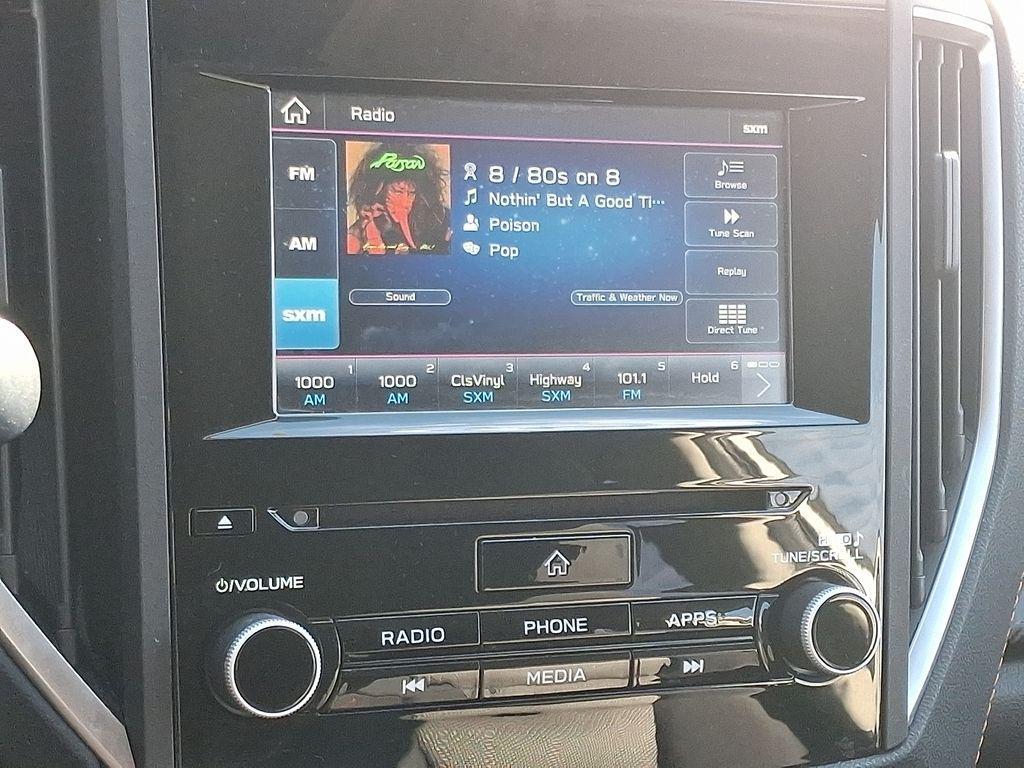 Radio
sxm
FM
AM
sxm
Poison
8 / 80s on 8
Nothin' But A Good Ti...
Poison
Pop
Browse
Tune Scan
Replay
Direct Tune
Sound
Traffic & Weather Now
1 2 3 4 5 6
1000 1000 ClsVinyl Highway 101.1 Hold
AM AM SXM SXM FM
VOLUME
TUNE/SCROLL
RADIO PHONE APPS
MEDIA